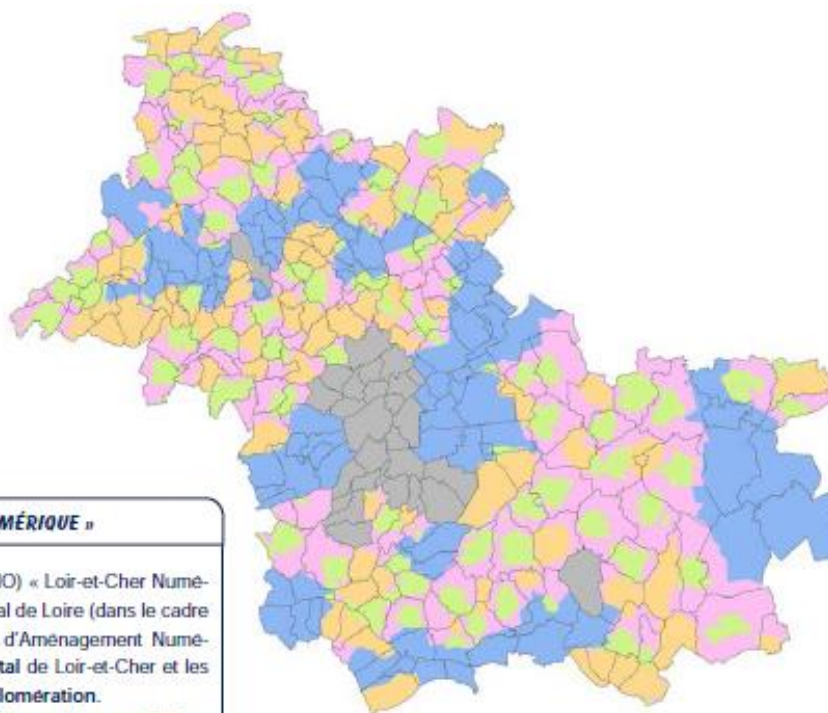 MÉRIQUE »
IO) « Loir-et-Cher Numé-
al de Loire (dans le cadre
d'Aménagement Numé-
tal de Loir-et-Cher et les
lomération.